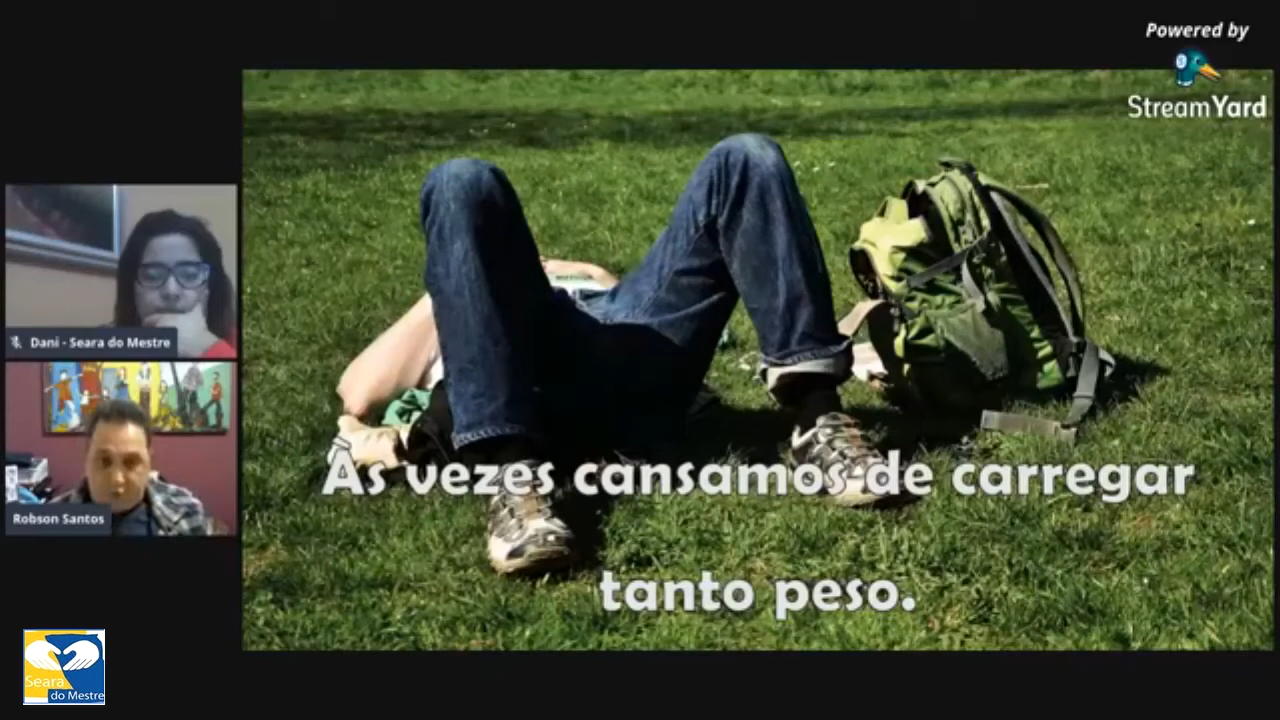 Powered by
StreamYard
Dani - Seara do Mestre
Robson Santos
Às vezes cansamos de carregar
tanto peso.
Seara
do Mestre